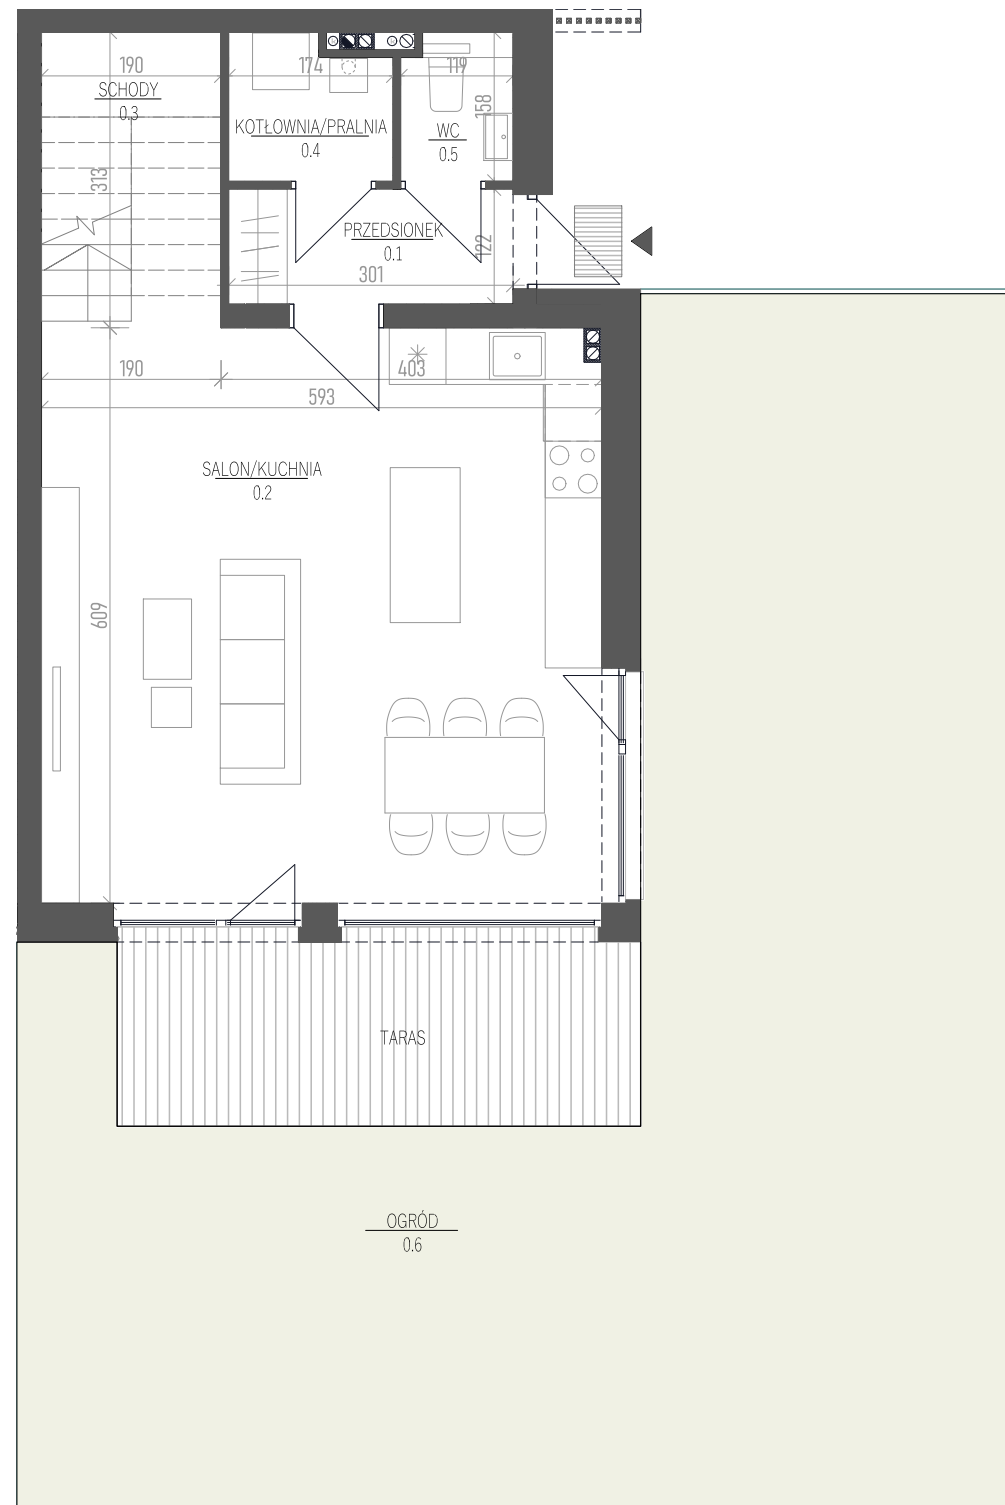 190
174
119
SCHODY
0.3
158
KOTŁOWNIA/PRALNIA
0.4
WC
0.5
313
PRZEDSIONEK
0.1
122
301
190
403
593
SALON/KUCHNIA
0.2
609
TARAS
OGRÓD
0.6